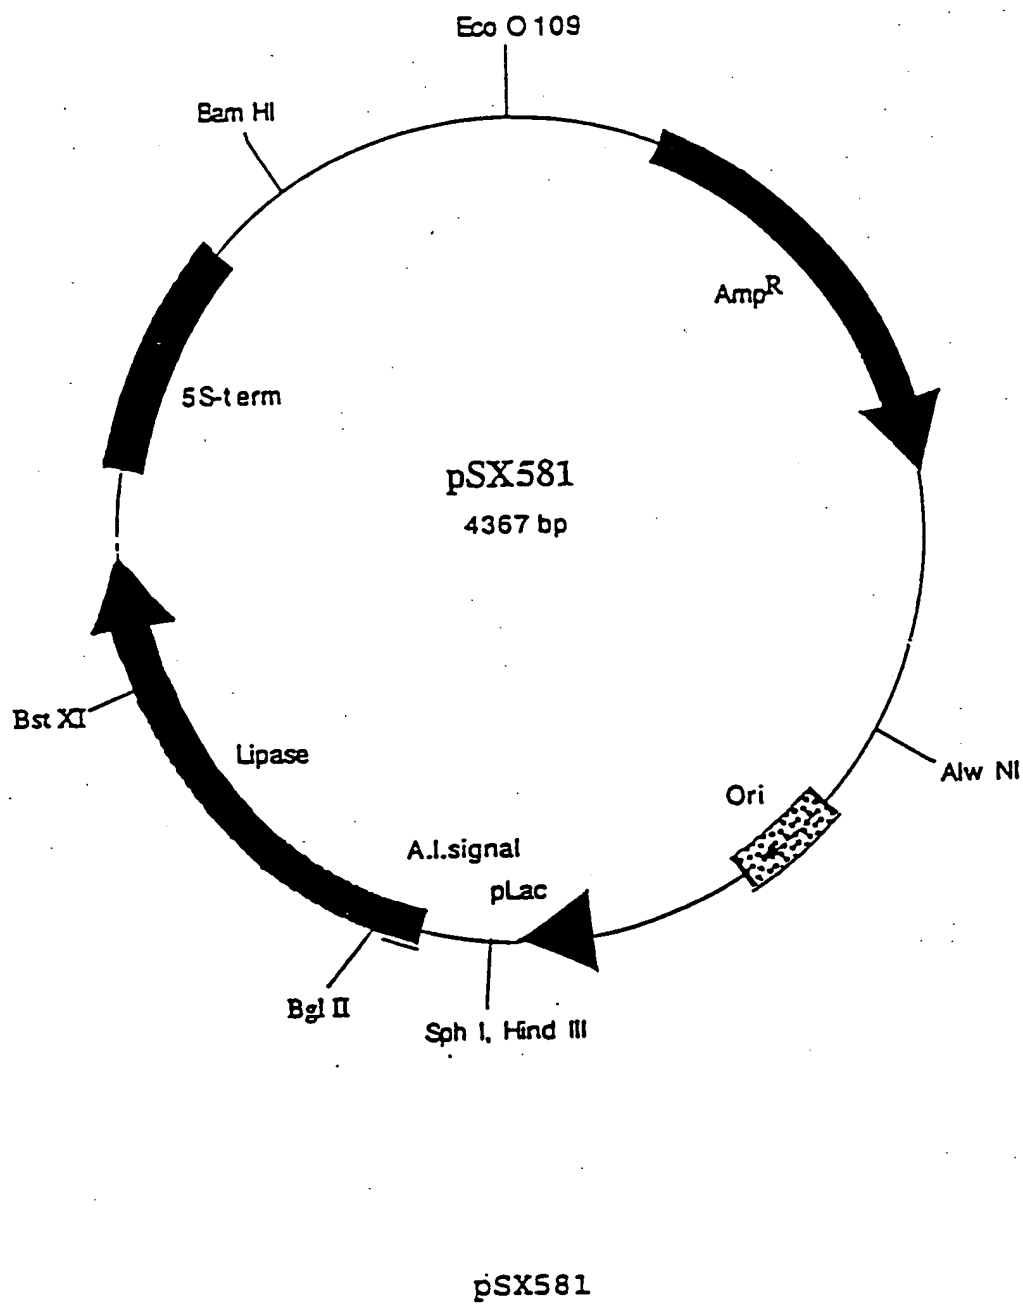 Eco O 109
Bam HI
Amp^R
5S-term
pSX581
4367 bp
Bst XI
Lipase
Ori
Alw NI
A.l.signal
pLac
Bgl II
Sph I, Hind III
pSX581